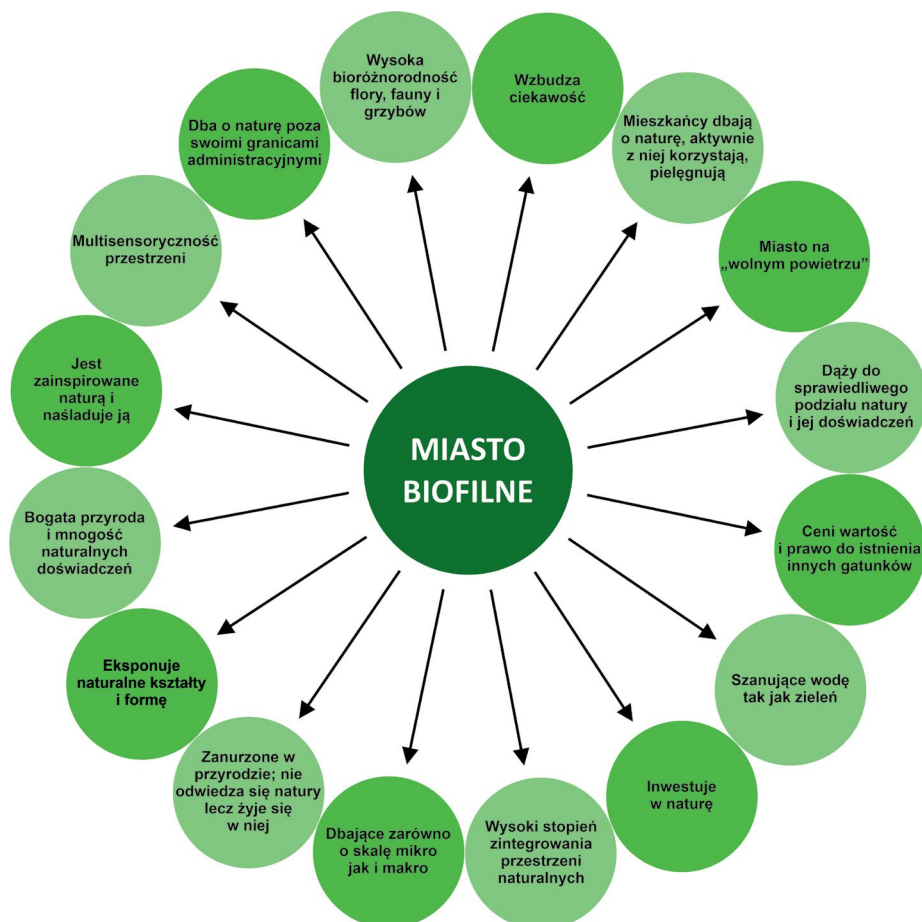 Wysoka
bioróżnorodność
flory, fauny i
grzybów
Wzbudza
ciekawość
Mieszkańcy dbają
o naturę, aktywnie
z niej korzystają,
pielęgnują
Miasto na
„wolnym powietrzu”
Dąży do
sprawiedliwego
podziału natury
i jej doświadczeń
Ceni wartość
i prawo do istnienia
innych gatunków
Szanujące wodę
tak jak zieleń
Inwestuje
w naturę
Wysoki stopień
zintegrowania
przestrzeni
naturalnych
Dbające zarówno
o skalę mikro
jak i makro
Zanurzone w
przyrodzie; nie
odwiedza się natury
lecz żyje się
w niej
Eksponuje
naturalne kształty
i formę
Bogata przyroda
i mnogość
naturalnych
doświadczeń
Jest
zainspirowane
naturą i
naśladuje ją
Multisensoryczność
przestrzeni
Dba o naturę poza
swoimi granicami
administracyjnymi
MIASTO
BIOFILNE